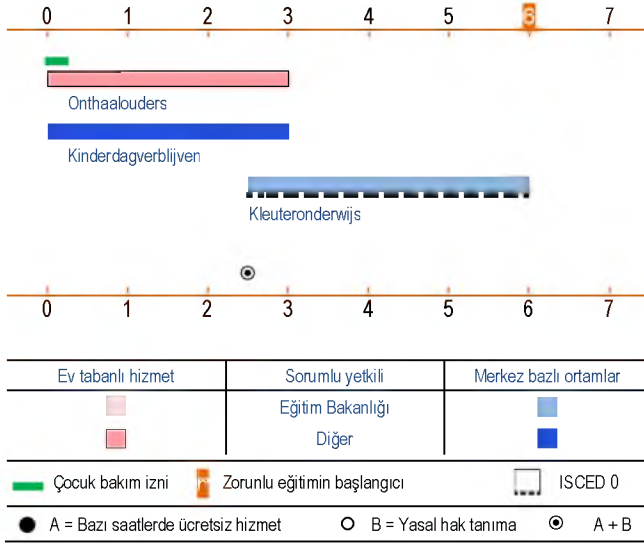 0 1 2 3 4 5 6 7
Onthaalouders
Kinderdagverblijven
Kleuteronderwijs
0 1 2 3 4 5 6 7
Ev tabanlı hizmet Sorumlu yetkili Merkez bazlı ortamlar
Eğitim Bakanlığı
Diğer
Çocuk bakım izni Zorunlu eğitimin başlangıcı ISCED 0
A = Bazı saatlerde ücretsiz hizmet B = Yasal hak tanıma A + B